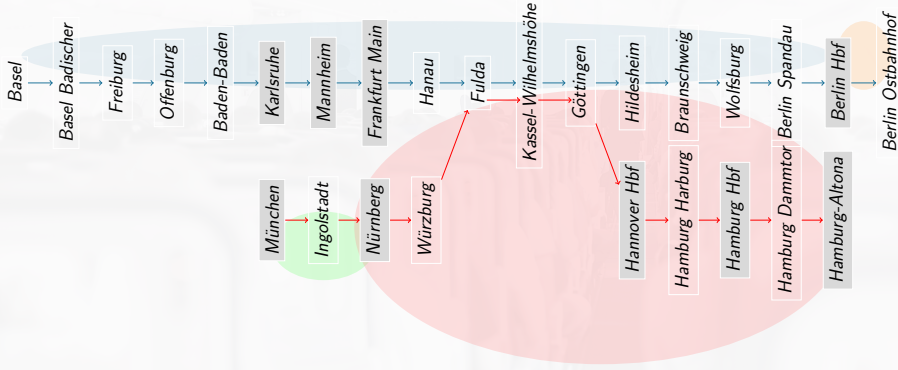 Basel
Basel Badischer
Freiburg
Offenburg
Baden-Baden
Karlsruhe
Mannheim
Frankfurt Main
Hanau
Fulda
Kassel-Wilhelmshöhe
Göttingen
Hildesheim
Braunschweig
Wolfsburg
Berlin Spandau
Berlin Hbf
Berlin Ostbahnhof
München
Ingolstadt
Nürnberg
Würzburg
Hannover Hbf
Hamburg Harburg
Hamburg Hbf
Hamburg Dammtor
Hamburg-Altona